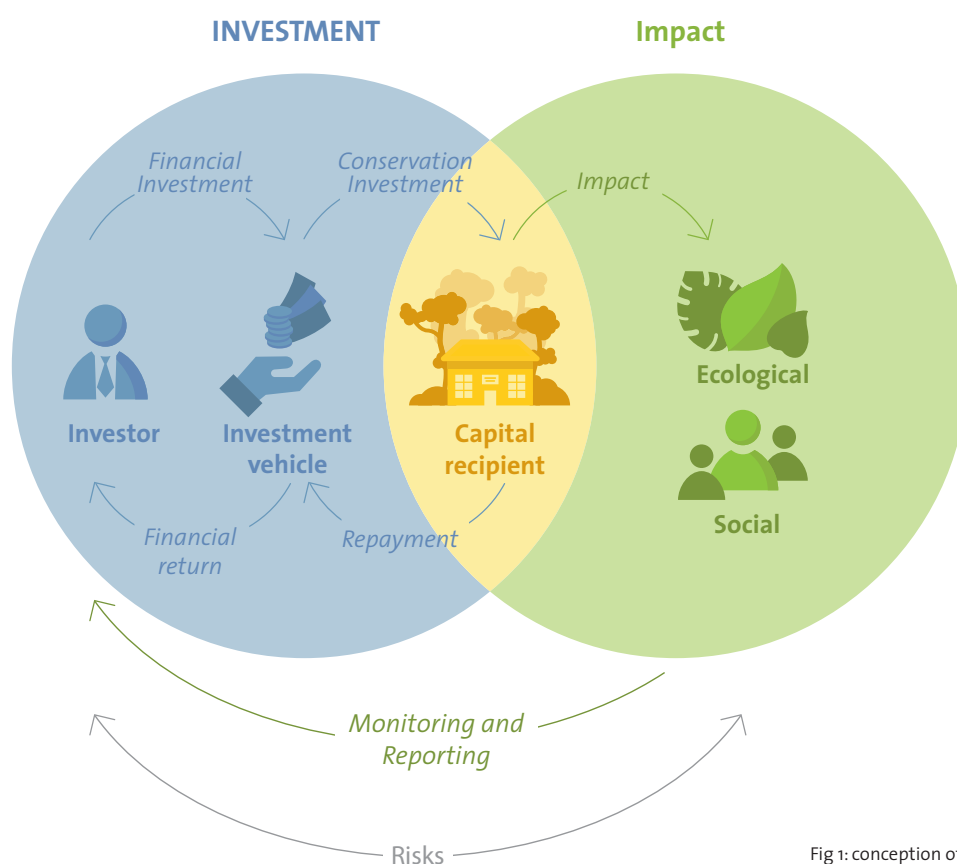 INVESTMENT
Impact
Financial
Investment
Conservation
Investment
Impact
Ecological
Investor
Investment
vehicle
Capital
recipient
Social
Financial
return
Repayment
Monitoring and
Reporting
Risks
Fig 1: conception of